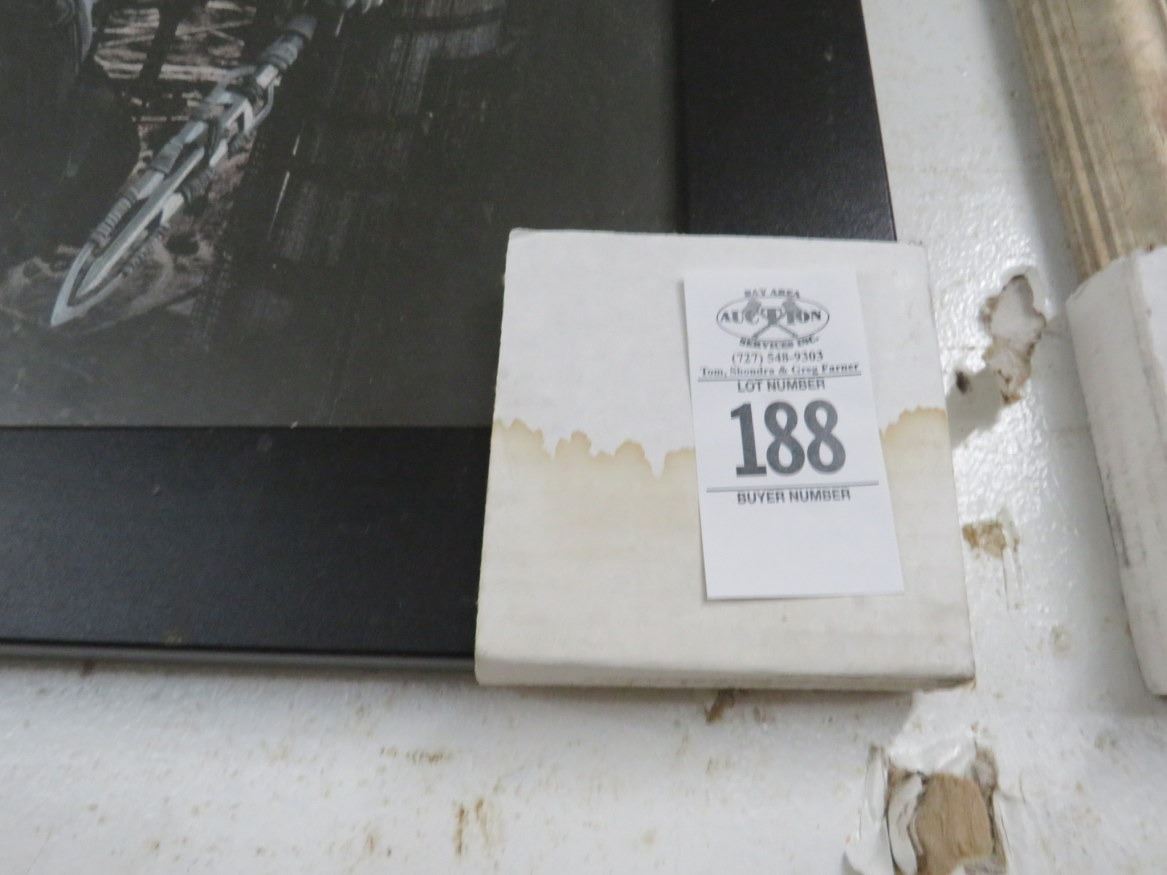 BAY AREA
AUCTION
SERVICES INC.
(727) 548-9303
Tom, Shondra & Greg Farner
LOT NUMBER
188
BUYER NUMBER